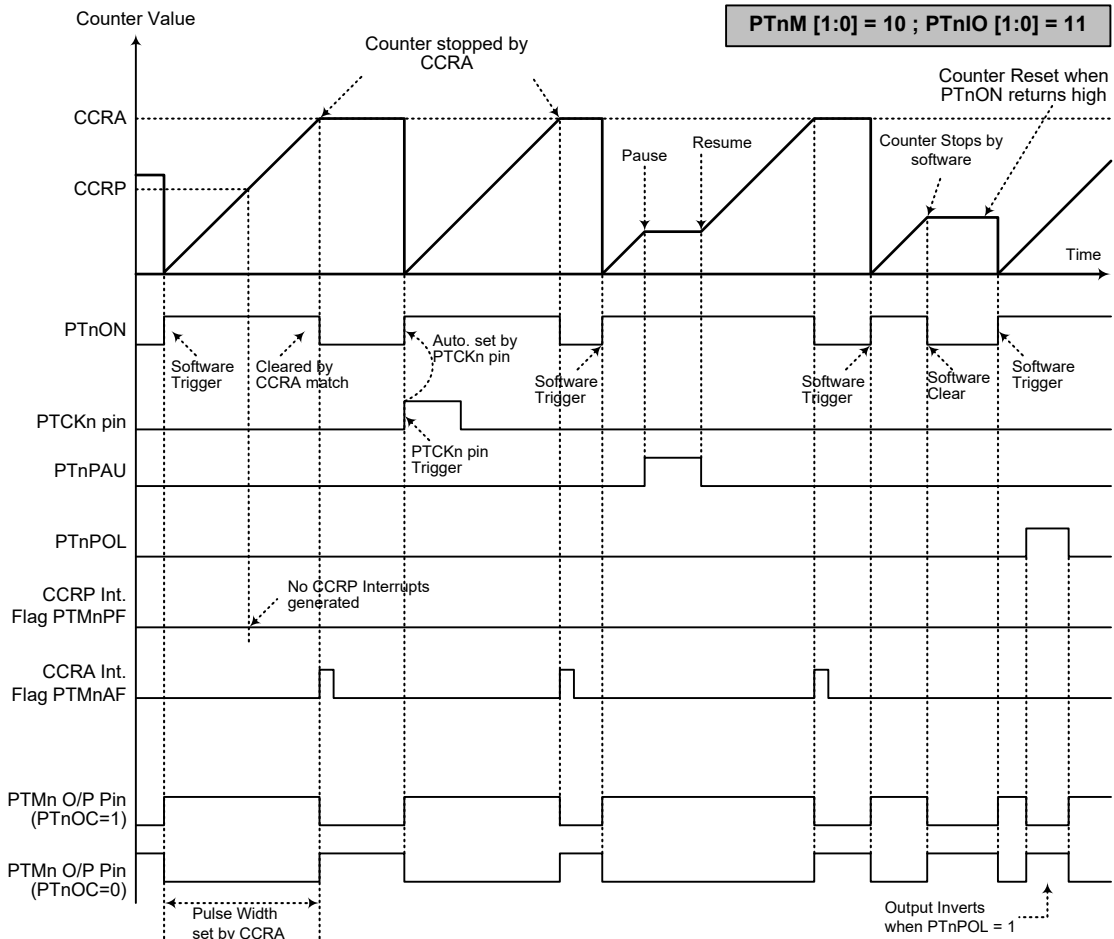 Counter Value
PTnM [1:0] = 10 ; PTnIO [1:0] = 11
Counter stopped by
CCRA
Counter Reset when
PTnON returns high
CCRA
Pause
Resume
Counter Stops by
software
CCRP
Time
PTnON
Software
Trigger
Cleared by
CCRA match
Auto. set by
PTCKn pin
Software
Trigger
Software
Trigger
Software
Clear
Software
Trigger
PTCKn pin
PTCKn pin
Trigger
PTnPAU
PTnPOL
CCRP Int.
Flag PTMnPF
No CCRP Interrupts
generated
CCRA Int.
Flag PTMnAF
PTMn O/P Pin
(PTnOC=1)
PTMn O/P Pin
(PTnOC=0)
Pulse Width
set by CCRA
Output Inverts
when PTnPOL = 1